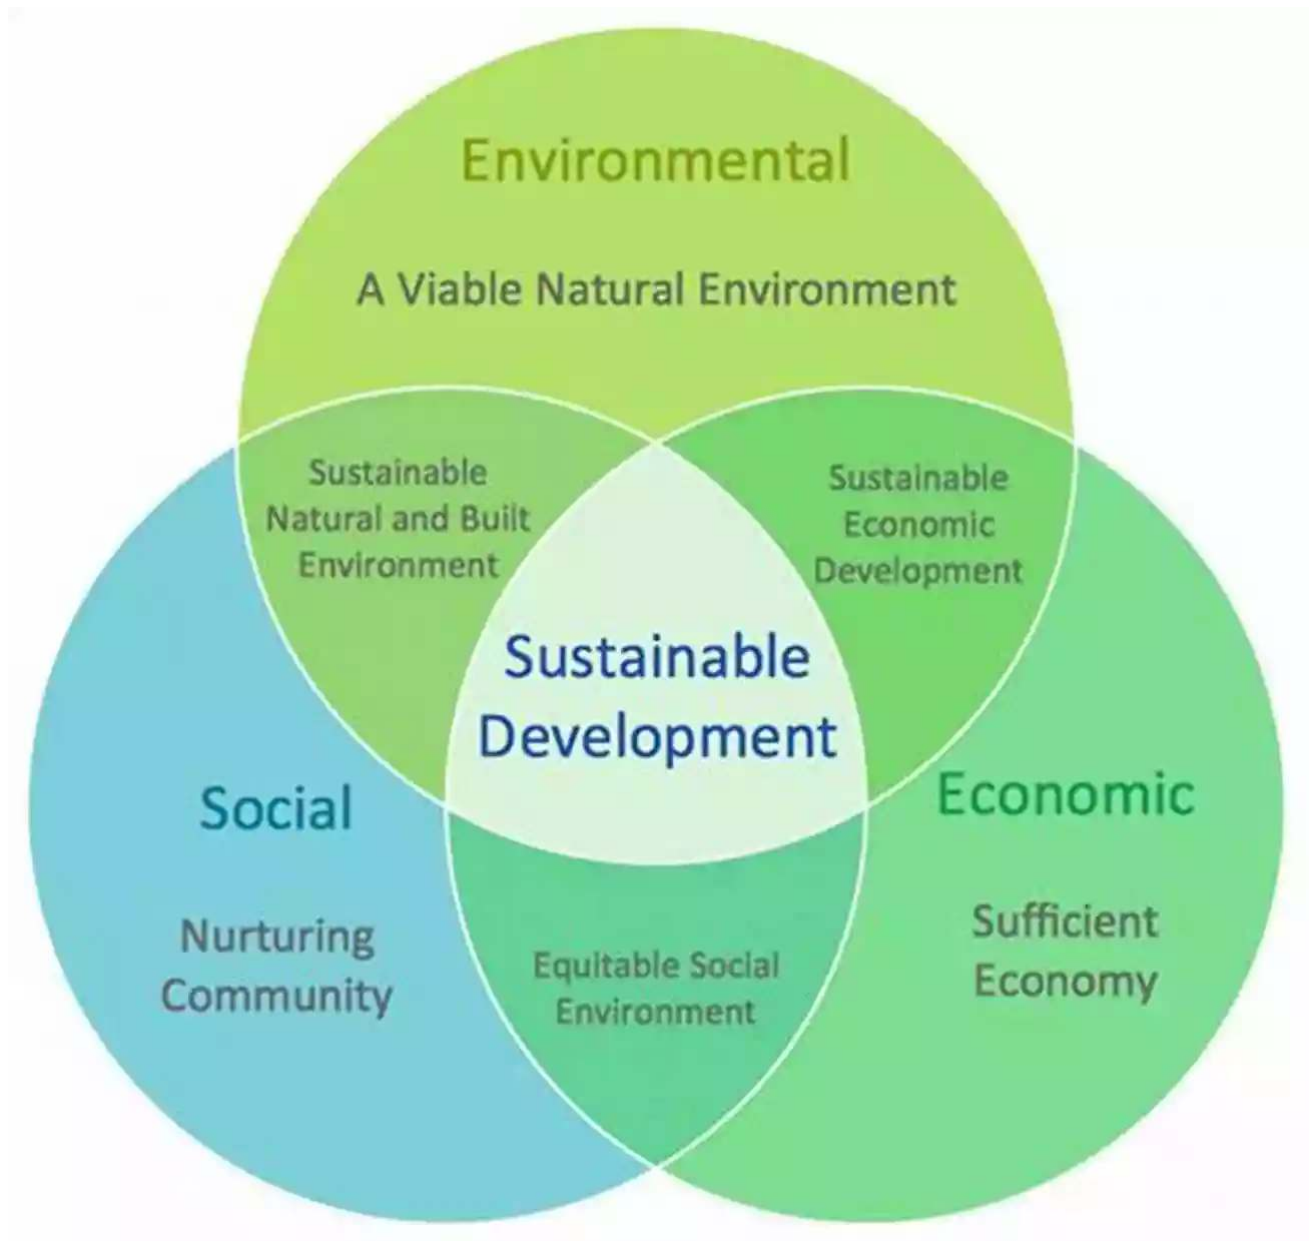 Environmental
A Viable Natural Environment
Sustainable
Natural and Built
Environment
Sustainable
Economic
Development
Sustainable
Development
Social
Nurturing
Community
Economic
Sufficient
Economy
Equitable Social
Environment